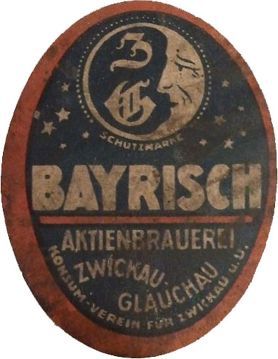 Z
G
SCHUTZMARKE
BAYRISCH
AKTIENBRAUEREI
ZWICKAU-
GLAUCHAU
KONSUM-VEREIN FÜR ZWICKAU U.U.